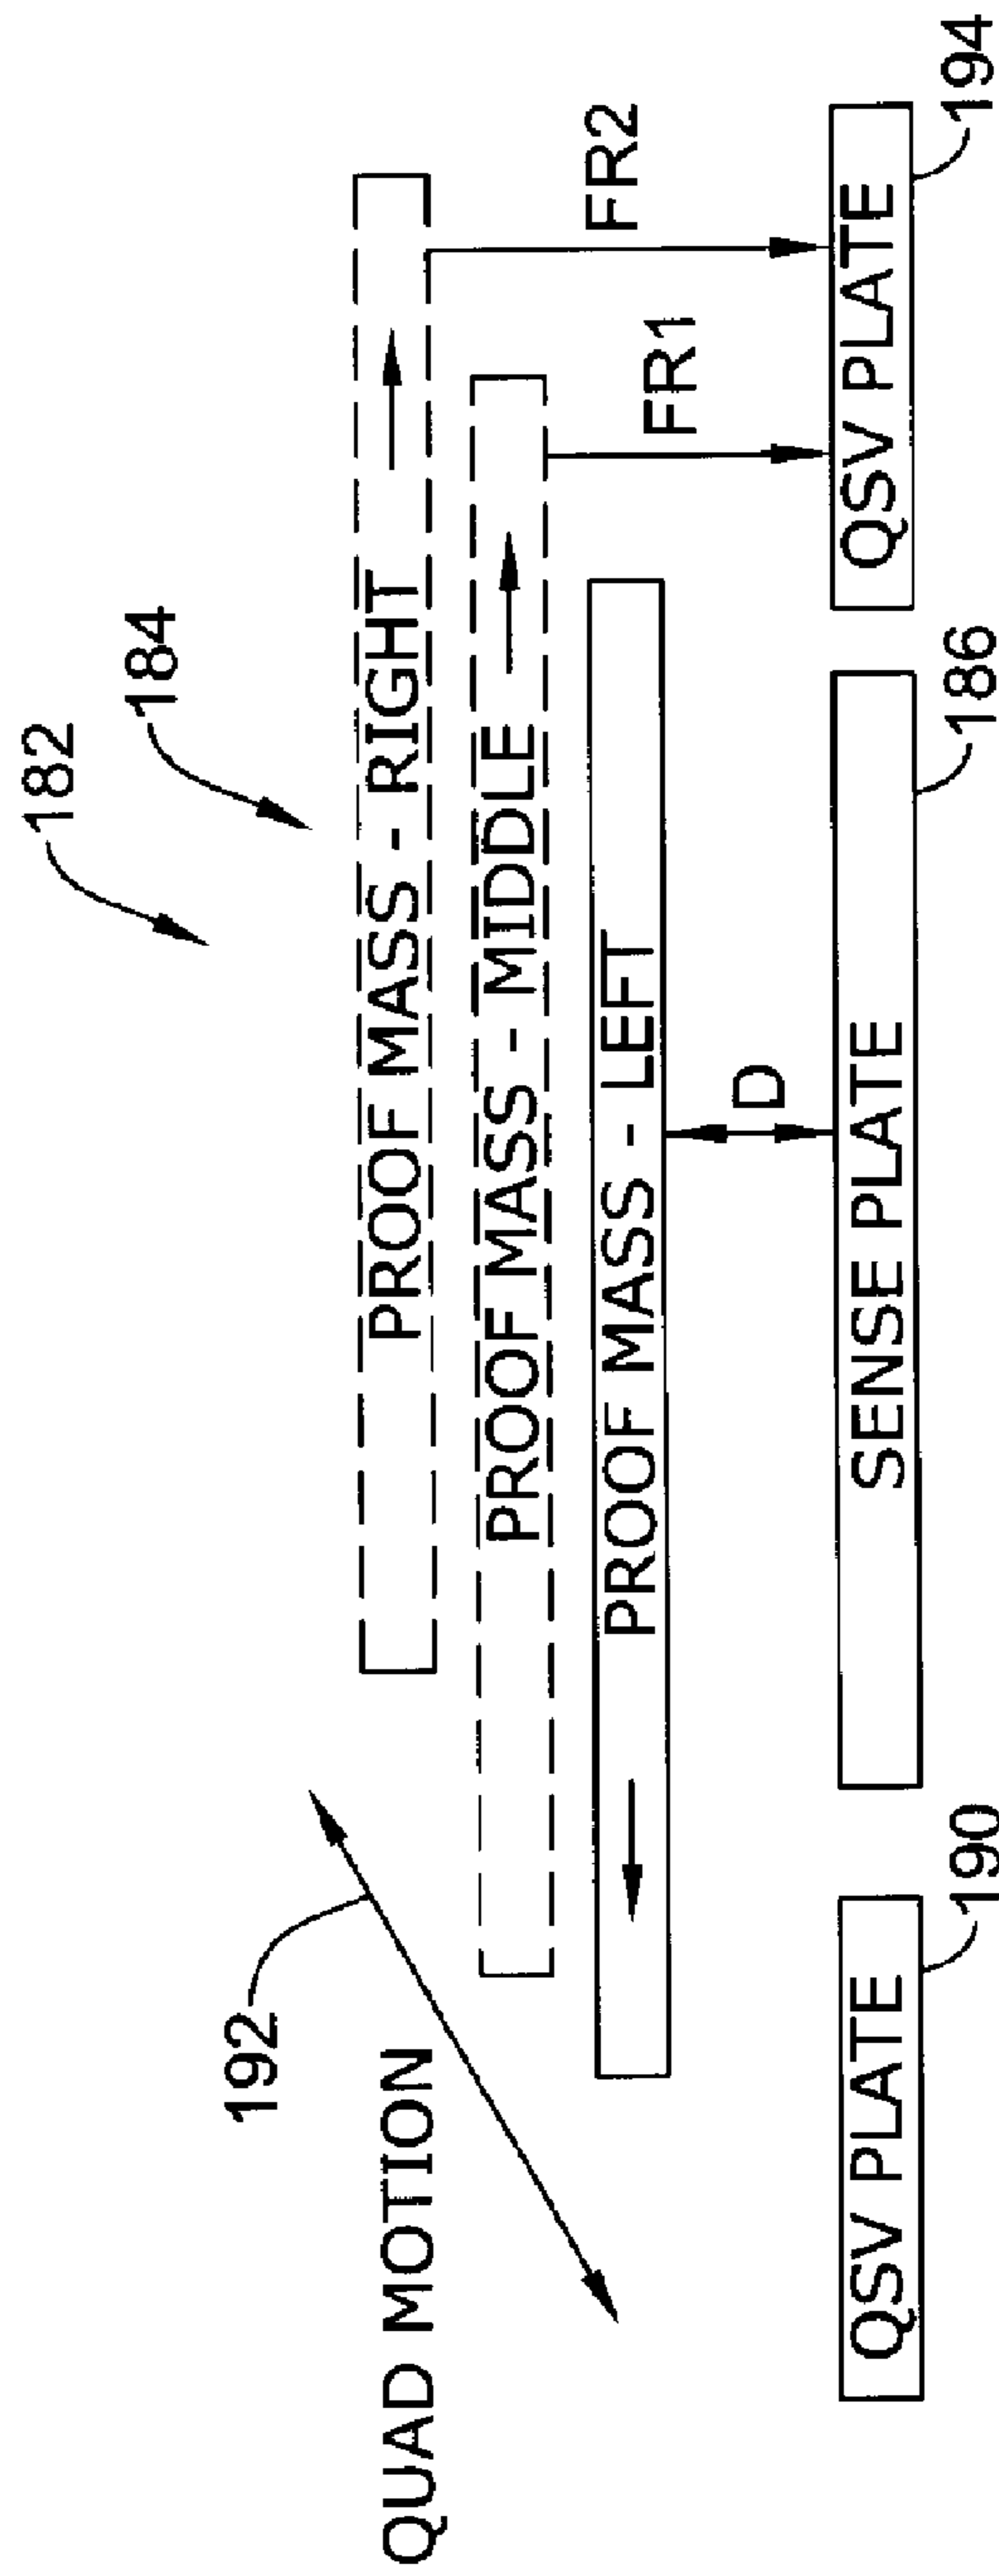 182
184
192
QUAD MOTION
PROOF MASS - RIGHT
FR2
PROOF MASS - MIDDLE
FR1
PROOF MASS - LEFT
D
QSV PLATE
SENSE PLATE
QSV PLATE
190
186
194